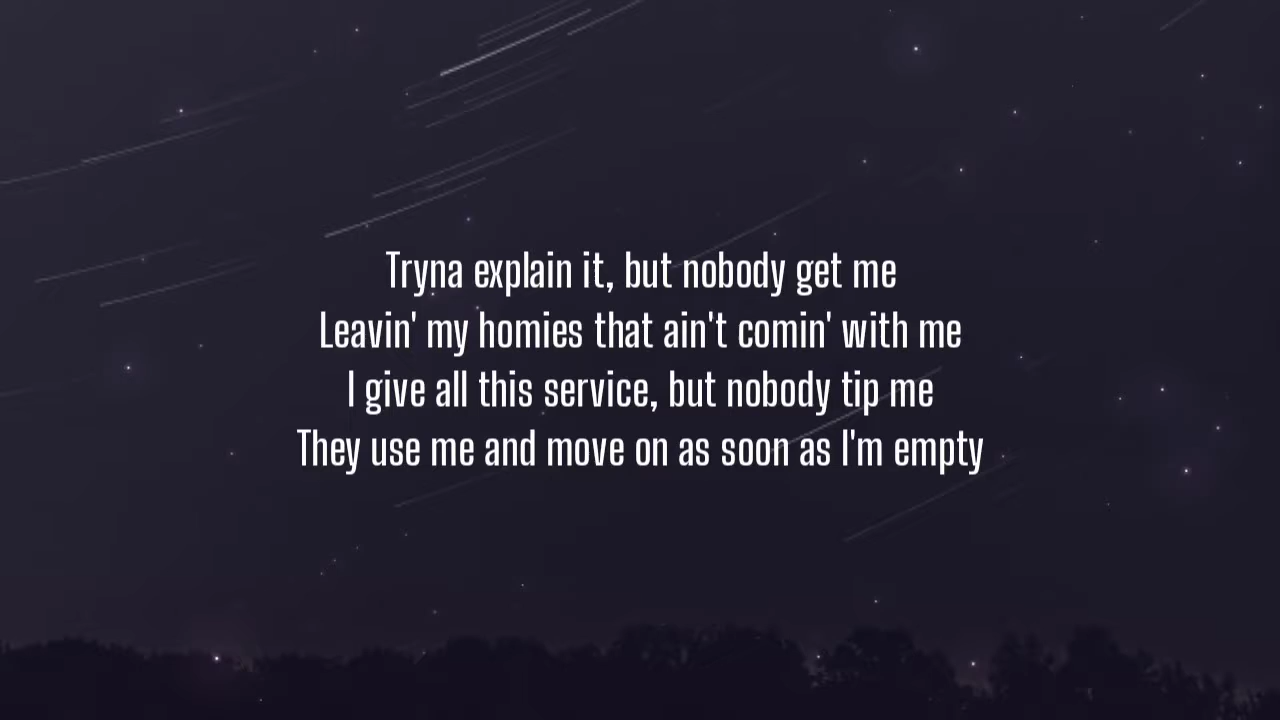 Tryna explain it, but nobody get me
Leavin' my homies that ain't comin' with me
I give all this service, but nobody tip me
They use me and move on as soon as I'm empty